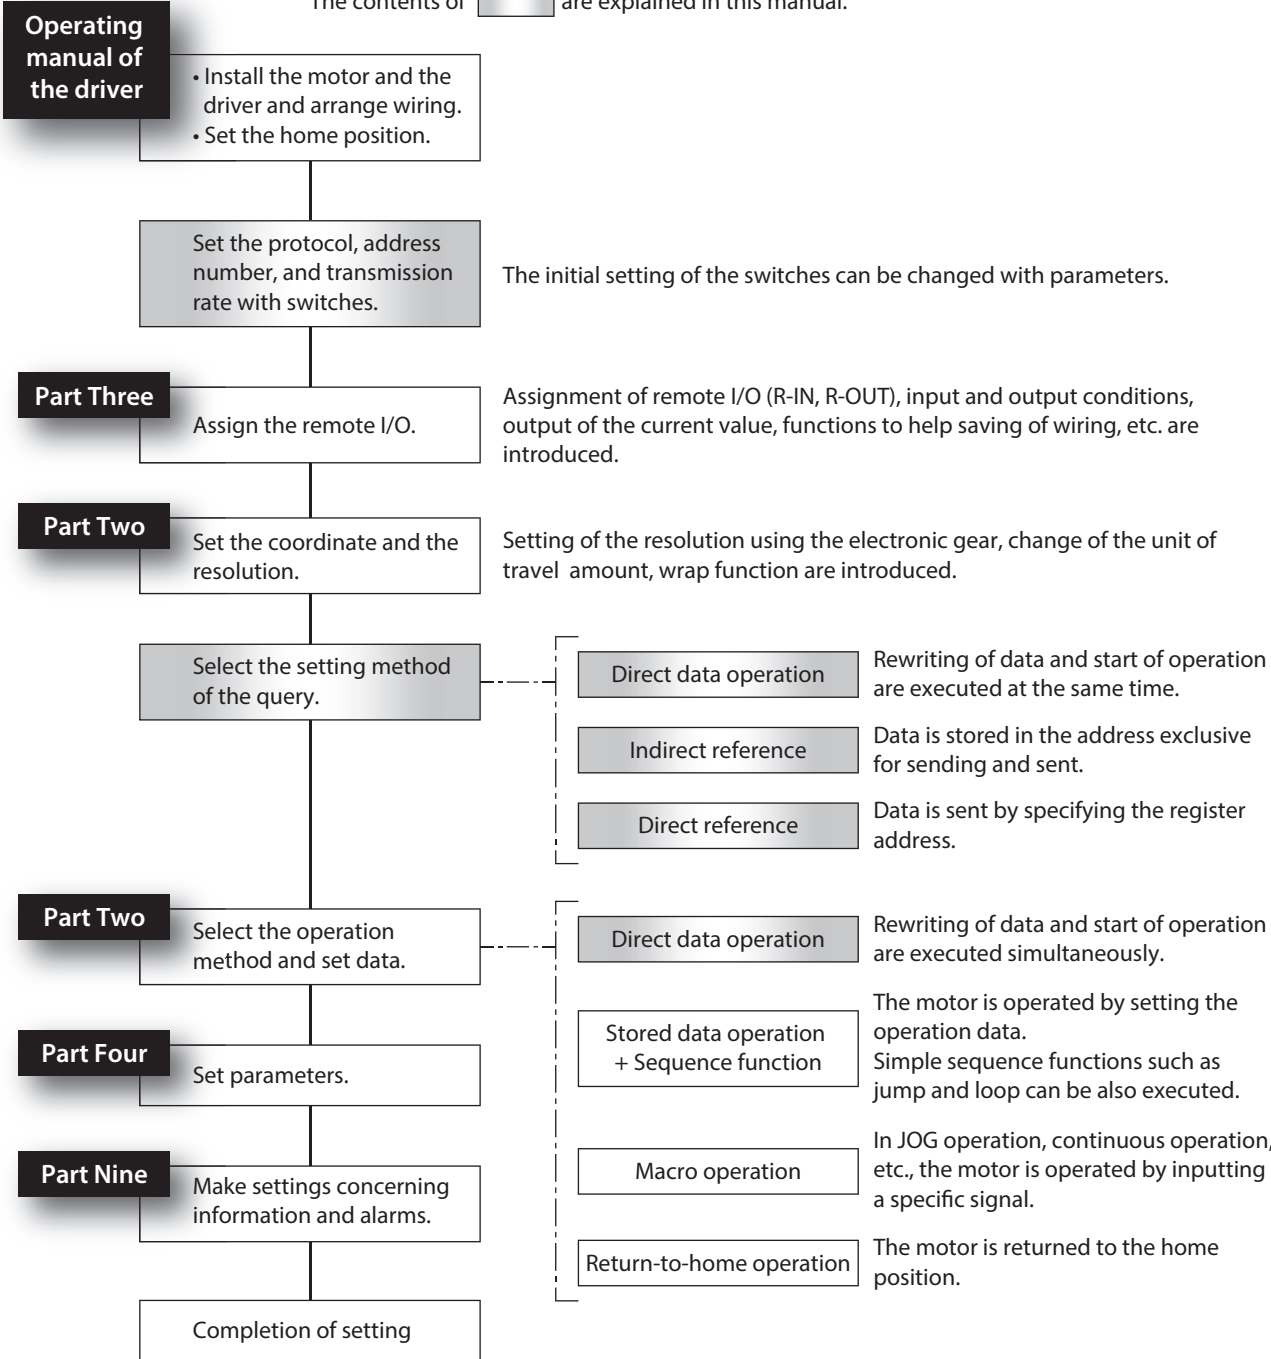 The contents of are explained in this manual.
Operating
manual of
the driver
• Install the motor and the
driver and arrange wiring.
• Set the home position.
Set the protocol, address
number, and transmission
rate with switches.
The initial setting of the switches can be changed with parameters.
Part Three
Assign the remote I/O.
Assignment of remote I/O (R-IN, R-OUT), input and output conditions,
output of the current value, functions to help saving of wiring, etc. are
introduced.
Part Two
Set the coordinate and the
resolution.
Setting of the resolution using the electronic gear, change of the unit of
travel amount, wrap function are introduced.
Select the setting method
of the query.
Direct data operation
Rewriting of data and start of operation
are executed at the same time.
Indirect reference
Data is stored in the address exclusive
for sending and sent.
Direct reference
Data is sent by specifying the register
address.
Part Two
Select the operation
method and set data.
Direct data operation
Rewriting of data and start of operation
are executed simultaneously.
Stored data operation
+ Sequence function
The motor is operated by setting the
operation data.
Simple sequence functions such as
jump and loop can be also executed.
Part Four
Set parameters.
Macro operation
In JOG operation, continuous operation,
etc., the motor is operated by inputting
a specific signal.
Part Nine
Make settings concerning
information and alarms.
Return-to-home operation
The motor is returned to the home
position.
Completion of setting